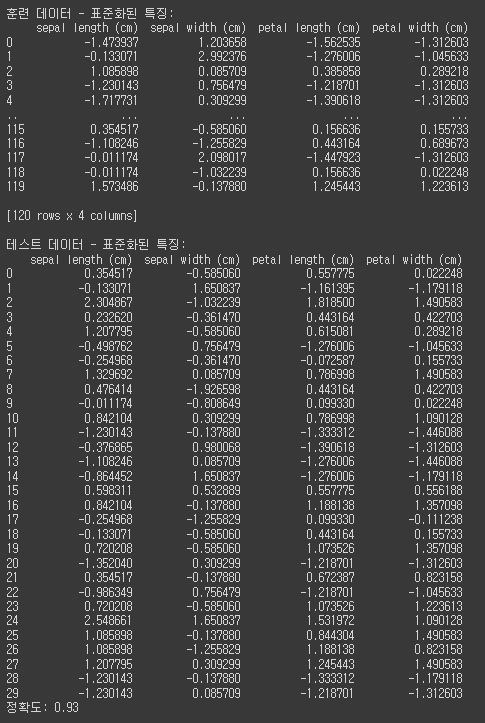 훈련 데이터 - 표준화된 특징:
sepal length (cm) sepal width (cm) petal length (cm) petal width (cm)
0 -1.473937 1.203658 -1.562535 -1.312603
1 -0.133071 2.992376 -1.276006 -1.045633
2 1.085898 0.085709 0.385858 0.289218
3 -1.230143 0.756479 -1.218701 -1.312603
4 -1.717731 0.309299 -1.390618 -1.312603
.. ... ... ... ...
115 0.354517 -0.585060 0.156636 0.155733
116 -1.108246 -1.255829 0.443164 0.689673
117 -0.011174 2.098017 -1.447923 -1.312603
118 -0.011174 -1.032239 0.156636 0.022248
119 1.573486 -0.137880 1.245443 1.223613
[120 rows x 4 columns]
테스트 데이터 - 표준화된 특징:
sepal length (cm) sepal width (cm) petal length (cm) petal width (cm)
0 0.354517 -0.585060 0.557775 0.022248
1 -0.133071 1.650837 -1.161395 -1.179118
2 2.304867 -1.032239 1.818500 1.490583
3 0.232620 -0.361470 0.443164 0.422703
4 1.207795 -0.585060 0.615081 0.289218
5 -0.498762 0.756479 -1.276006 -1.045633
6 -0.254968 -0.361470 -0.072587 0.155733
7 1.329692 0.085709 0.786998 1.490583
8 0.476414 -1.926598 0.443164 0.422703
9 -0.011174 -0.808649 0.099330 0.022248
10 0.842104 0.309299 0.786998 1.090128
11 -1.230143 -0.137880 -1.333312 -1.446088
12 -0.376865 0.980068 -1.390618 -1.312603
13 -1.108246 0.085709 -1.276006 -1.446088
14 -0.864452 1.650837 -1.276006 -1.179118
15 0.598311 0.532889 0.557775 0.556188
16 0.842104 -0.137880 1.188138 1.357098
17 -0.254968 -1.255829 0.099330 -0.111238
18 -0.133071 -0.585060 0.443164 0.155733
19 0.720208 -0.585060 1.073526 1.357098
20 -1.352040 0.309299 -1.218701 -1.312603
21 0.354517 -0.137880 0.672387 0.823158
22 -0.986349 0.756479 -1.218701 -1.045633
23 0.720208 -0.585060 1.073526 1.223613
24 2.548661 1.650837 1.531972 1.090128
25 1.085898 -0.137880 0.844304 1.490583
26 1.085898 -1.255829 1.188138 0.823158
27 1.207795 0.309299 1.245443 1.490583
28 -1.230143 -0.137880 -1.333312 -1.179118
29 -1.230143 0.085709 -1.218701 -1.312603
정확도: 0.93